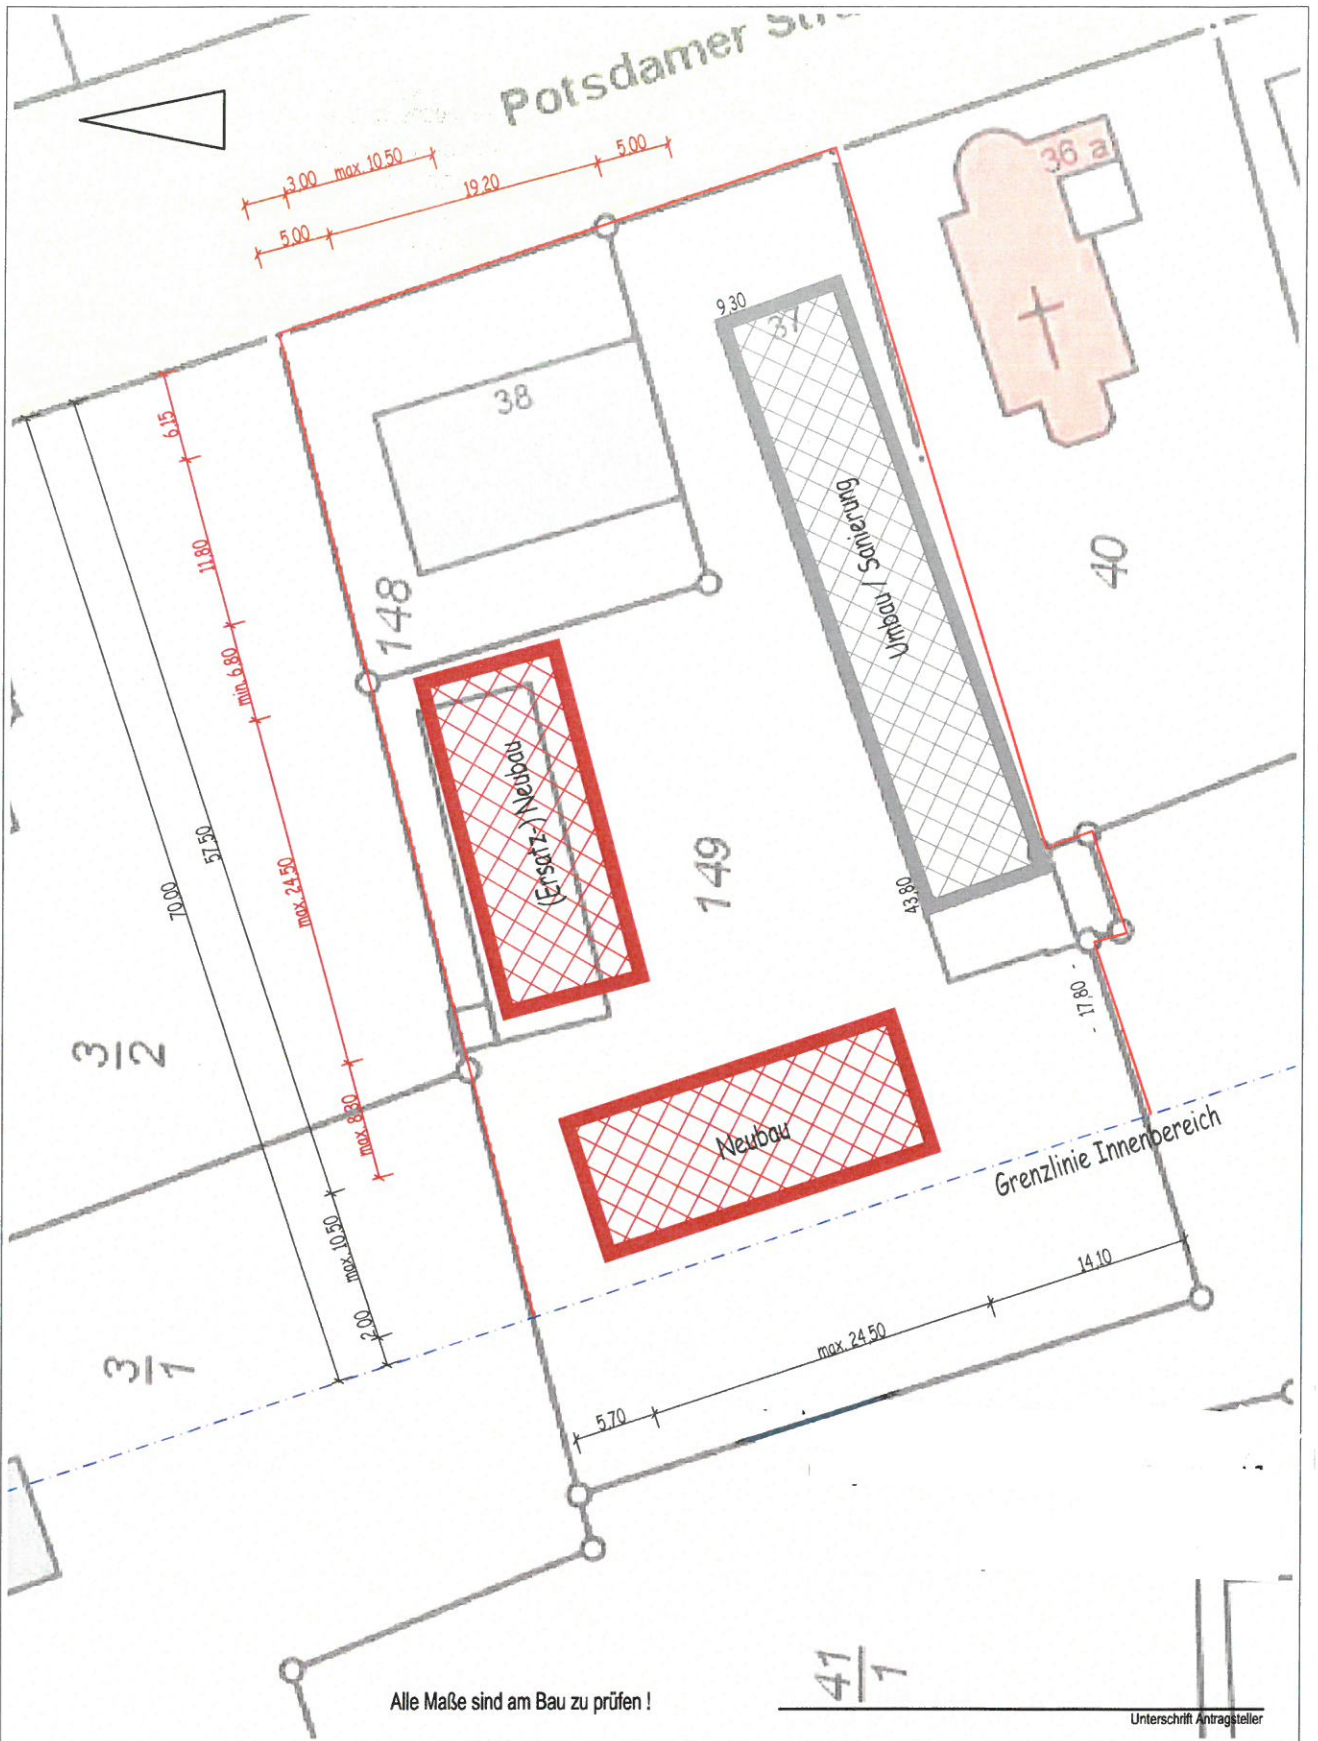 Potsdamer
36 a
3,00 max. 10,50
5,00
19,20
5,00
9,30
37
38
6,15
11,80
min. 6,80
max. 24,50
max. 8,30
57,50
70,00
max. 10,50
2,00
148
(Ersatz-) Neubau
Umbau / Sanierung
40
149
43,80
- 17,80 -
3
2
Neubau
Grenzlinie Innenbereich
3
1
14,10
max. 24,50
5,70
41
1
Alle Maße sind am Bau zu prüfen !
Unterschrift Antragsteller